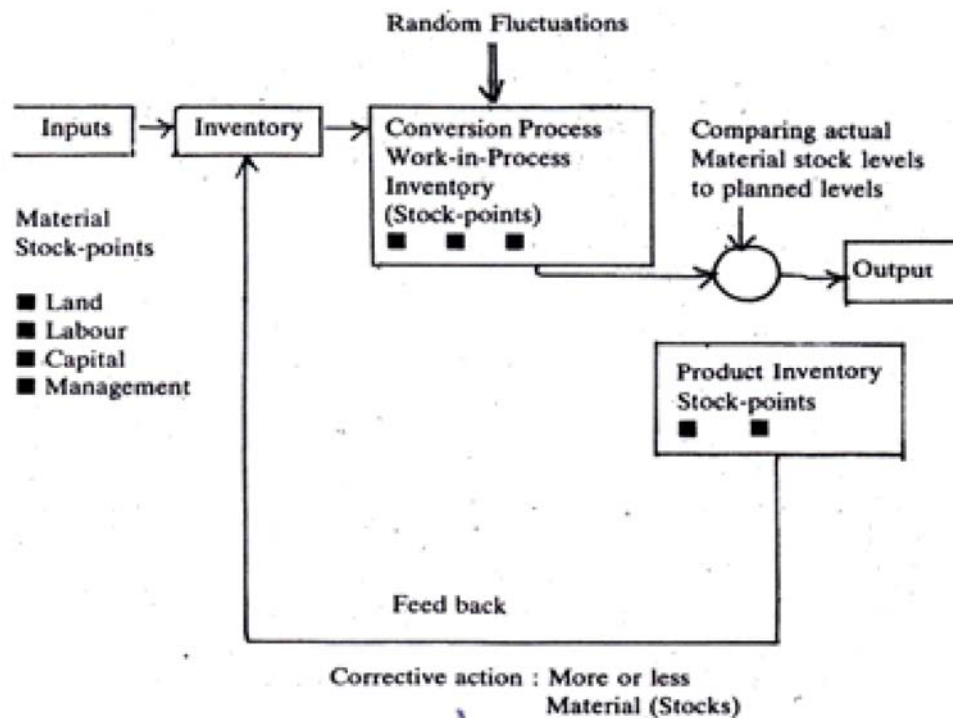 Random Fluctuations
Inputs
Inventory
Conversion Process
Work-in-Process
Inventory
(Stock-points)
Comparing actual
Material stock levels
to planned levels
Output
Material
Stock-points
Land
Labour
Capital
Management
Product Inventory
Stock-points
Feed back
Corrective action : More or less
Material (Stocks)